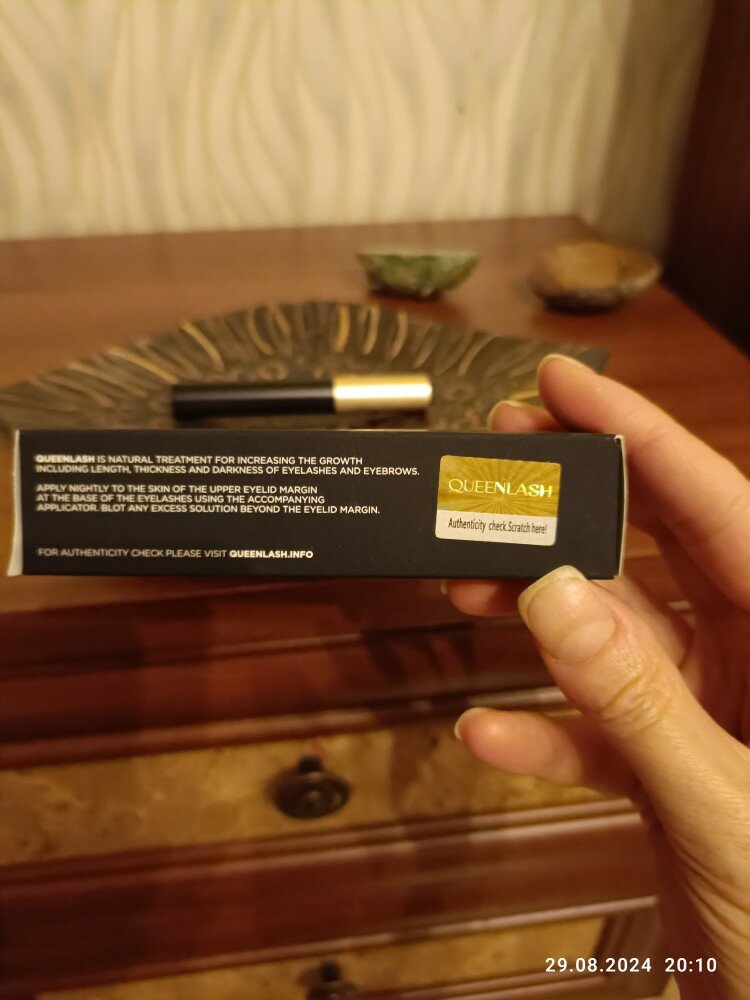 QUEENLASH IS NATURAL TREATMENT FOR INCREASING THE GROWTH
INCLUDING LENGTH, THICKNESS AND DARKNESS OF EYELASHES AND EYEBROWS.
APPLY NIGHTLY TO THE SKIN OF THE UPPER EYELID MARGIN
AT THE BASE OF THE EYELASHES USING THE ACCOMPANYING
APPLICATOR. BLOT ANY EXCESS SOLUTION BEYOND THE EYELID MARGIN.
FOR AUTHENTICITY CHECK PLEASE VISIT QUEENLASH.INFO
QUEENLASH
Authenticity check.Scratch here!
29.08.2024 20:10